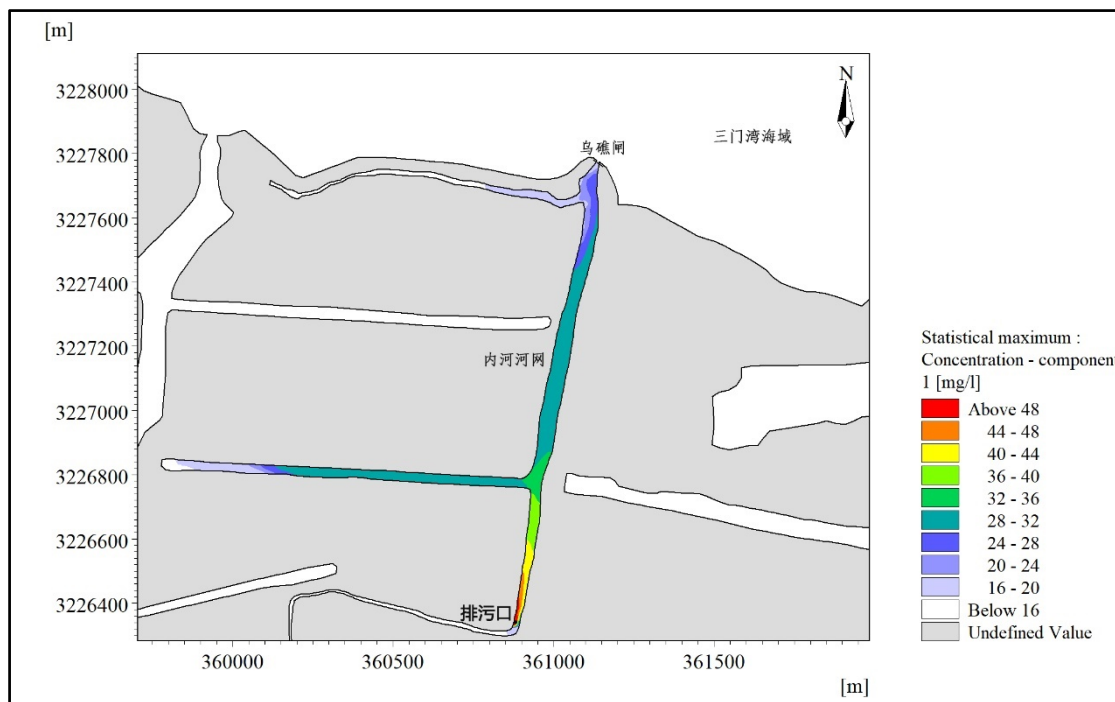 [m]
N
3228000
三门湾海域
乌礁闸
3227800
3227600
3227400
3227200
内河河网
3227000
3226800
3226600
3226400
排污口
360000
360500
361000
361500
[m]
Statistical maximum :
Concentration - component
1 [mg/l]
Above 48
44 - 48
40 - 44
36 - 40
32 - 36
28 - 32
24 - 28
20 - 24
16 - 20
Below 16
Undefined Value